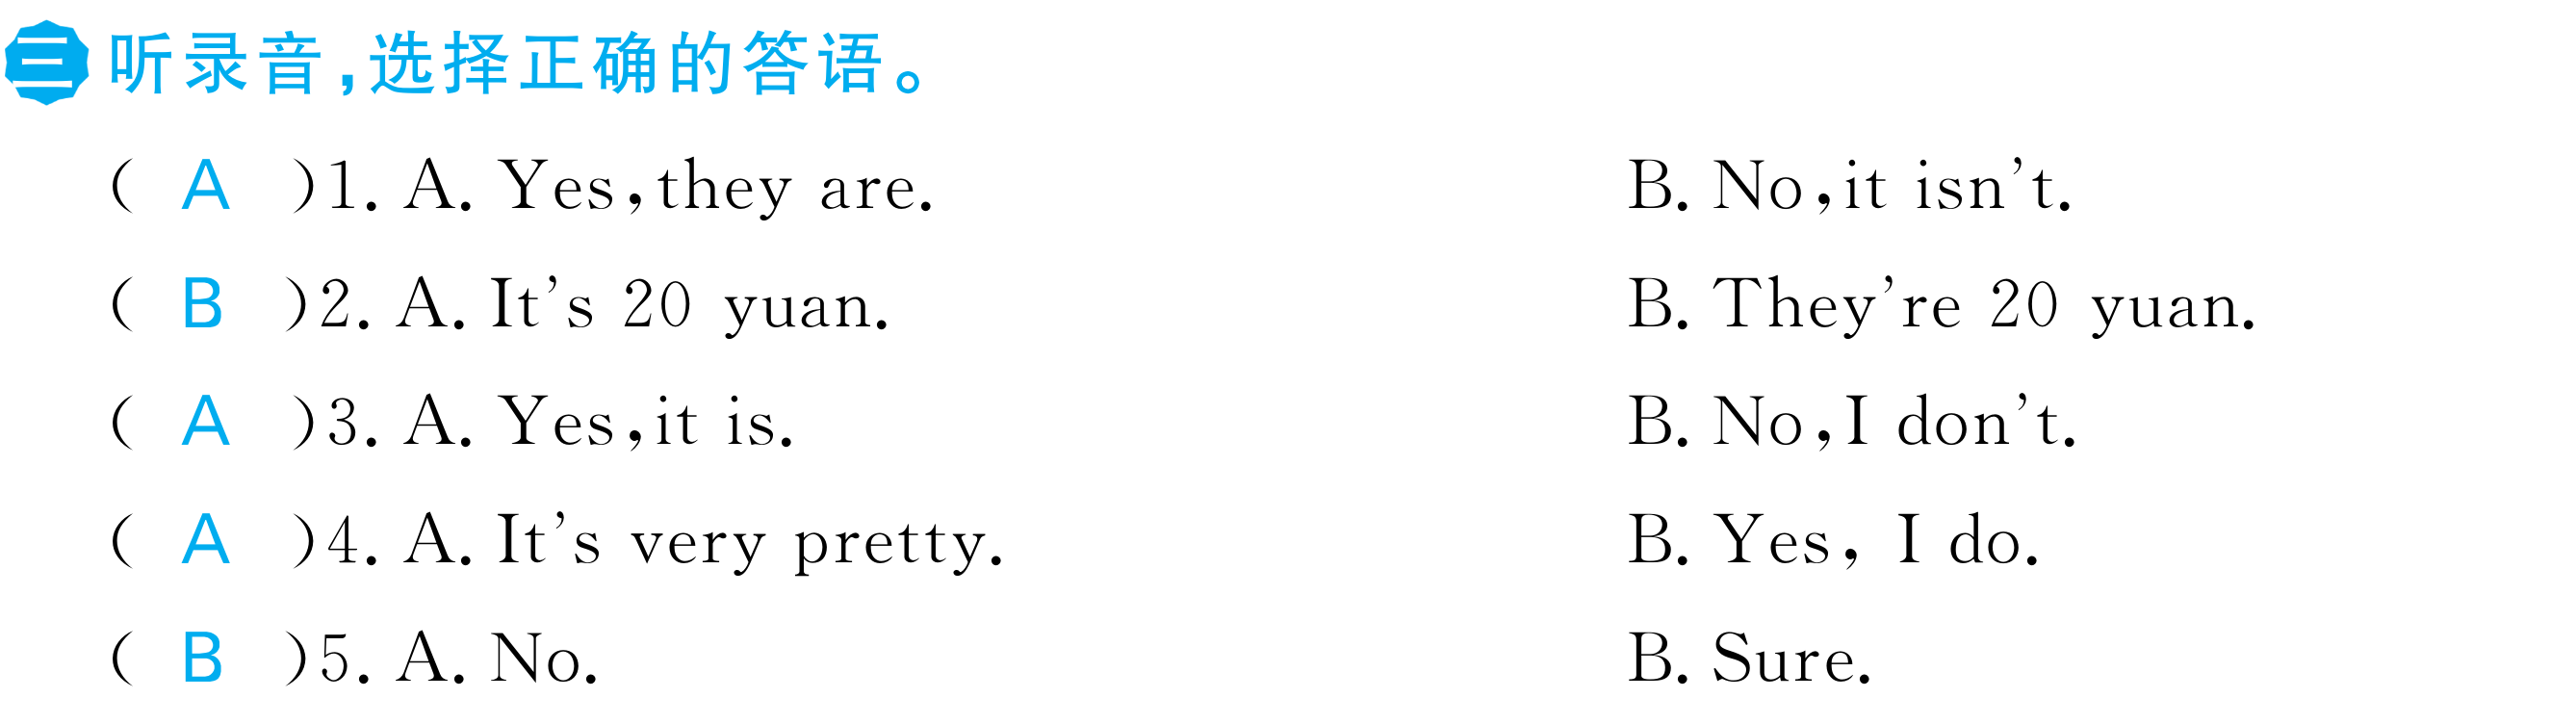 三 听录音,选择正确的答语。
( A )1. A. Yes,they are. B. No,it isn't.
( B )2. A. It's 20 yuan. B. They're 20 yuan.
( A )3. A. Yes,it is. B. No,I don't.
( A )4. A. It's very pretty. B. Yes, I do.
( B )5. A. No. B. Sure.